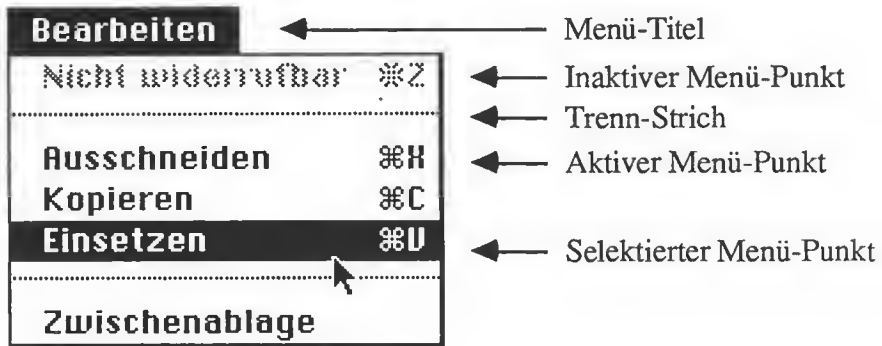 Bearbeiten Menü-Titel
Nicht widerrufbar ⌘Z Inaktiver Menü-Punkt
Trenn-Strich
Ausschneiden ⌘X Aktiver Menü-Punkt
Kopieren ⌘C
Einsetzen ⌘V Selektierter Menü-Punkt
Zwischenablage